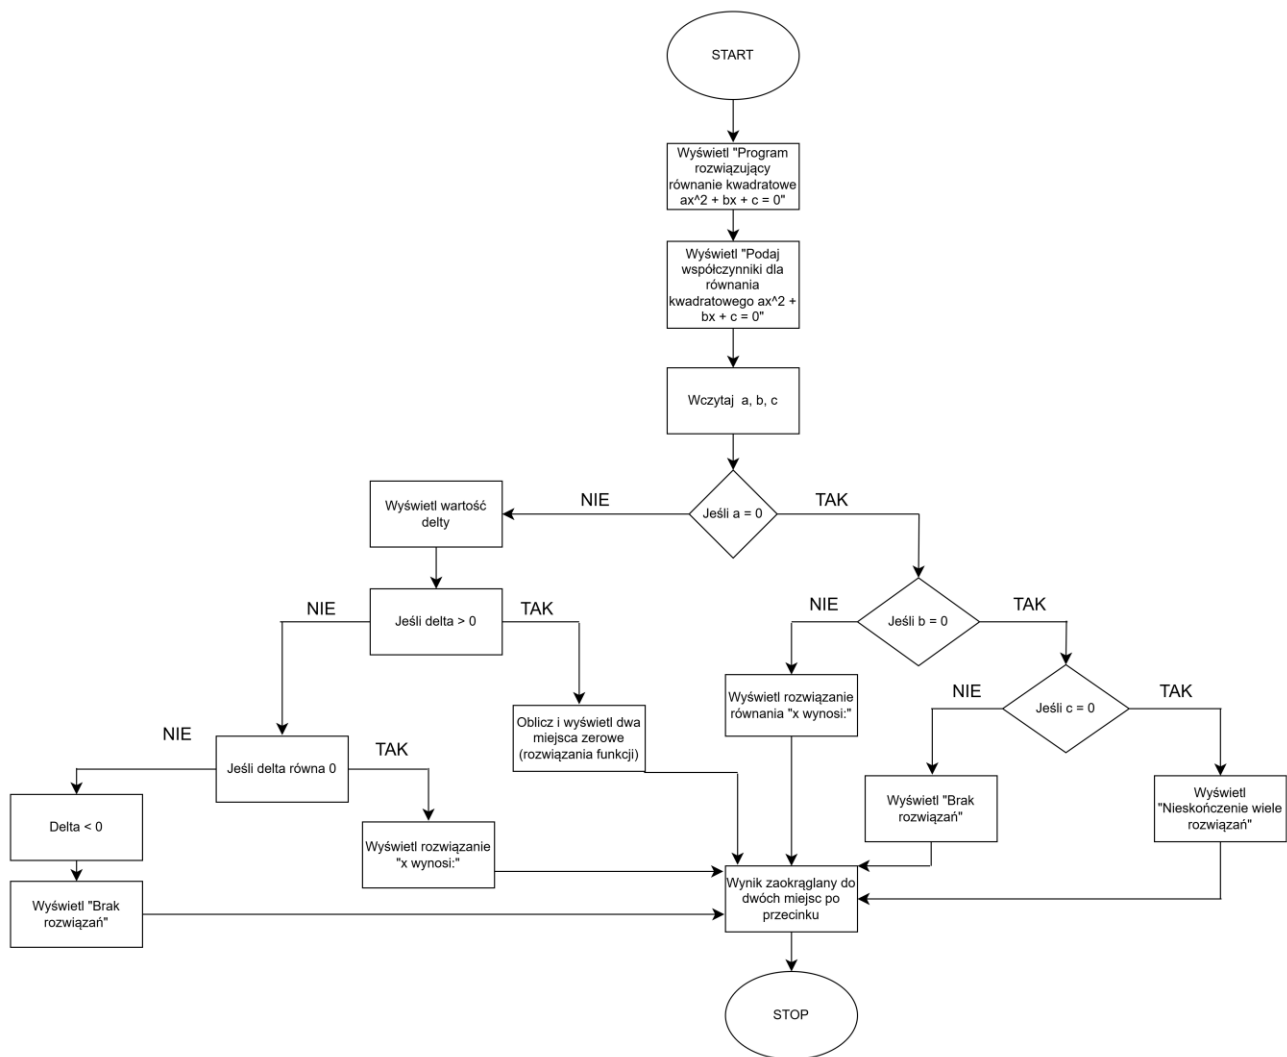 START
Wyświetl "Program
rozwiązujący
równanie kwadratowe
ax^2 + bx + c = 0"
Wyświetl "Podaj
współczynniki dla
równania
kwadratowego ax^2 +
bx + c = 0"
Wczytaj a, b, c
Jeśli a = 0
NIE
TAK
Wyświetl wartość
delty
Jeśli delta > 0
NIE
TAK
Jeśli b = 0
NIE
TAK
Jeśli c = 0
NIE
TAK
Wyświetl rozwiązanie
równania "x wynosi:"
Oblicz i wyświetl dwa
miejsca zerowe
(rozwiązania funkcji)
Jeśli delta równa 0
NIE
TAK
Delta < 0
Wyświetl rozwiązanie
"x wynosi:"
Wyświetl "Brak
rozwiązań"
Wyświetl
"Nieskończenie wiele
rozwiązań"
Wyświetl "Brak
rozwiązań"
Wynik zaokrąglany do
dwóch miejsc po
przecinku
STOP